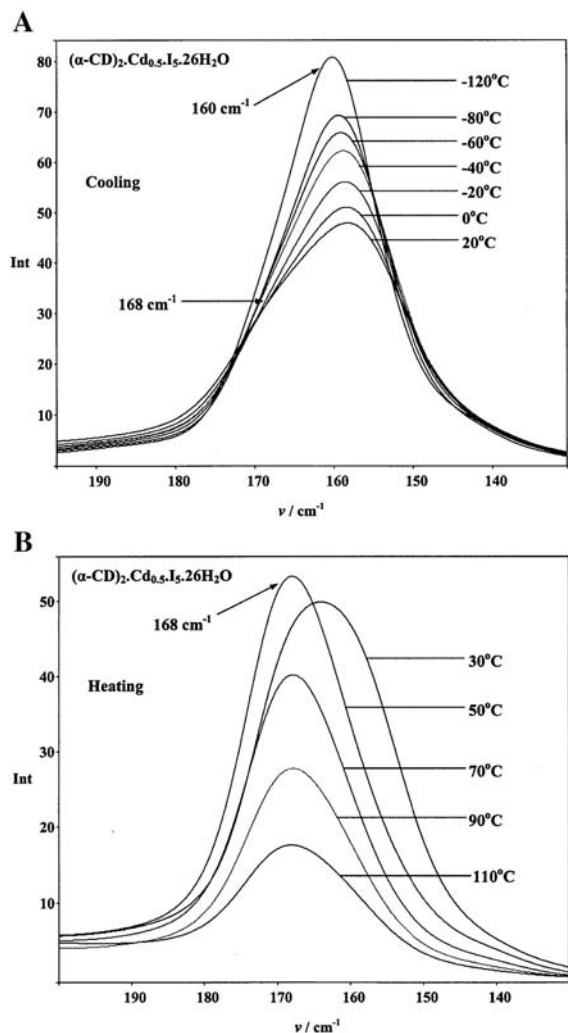 A
(α-CD)₂.Cd₀.₅.I₅.26H₂O
80
70
60
50
40
30
20
10
Int
Cooling
160 cm⁻¹
168 cm⁻¹
-120°C
-80°C
-60°C
-40°C
-20°C
0°C
20°C
190
180
170
160
150
140
ν / cm⁻¹
B
(α-CD)₂.Cd₀.₅.I₅.26H₂O
50
40
30
20
10
Int
Heating
168 cm⁻¹
30°C
50°C
70°C
90°C
110°C
190
180
170
160
150
140
ν / cm⁻¹